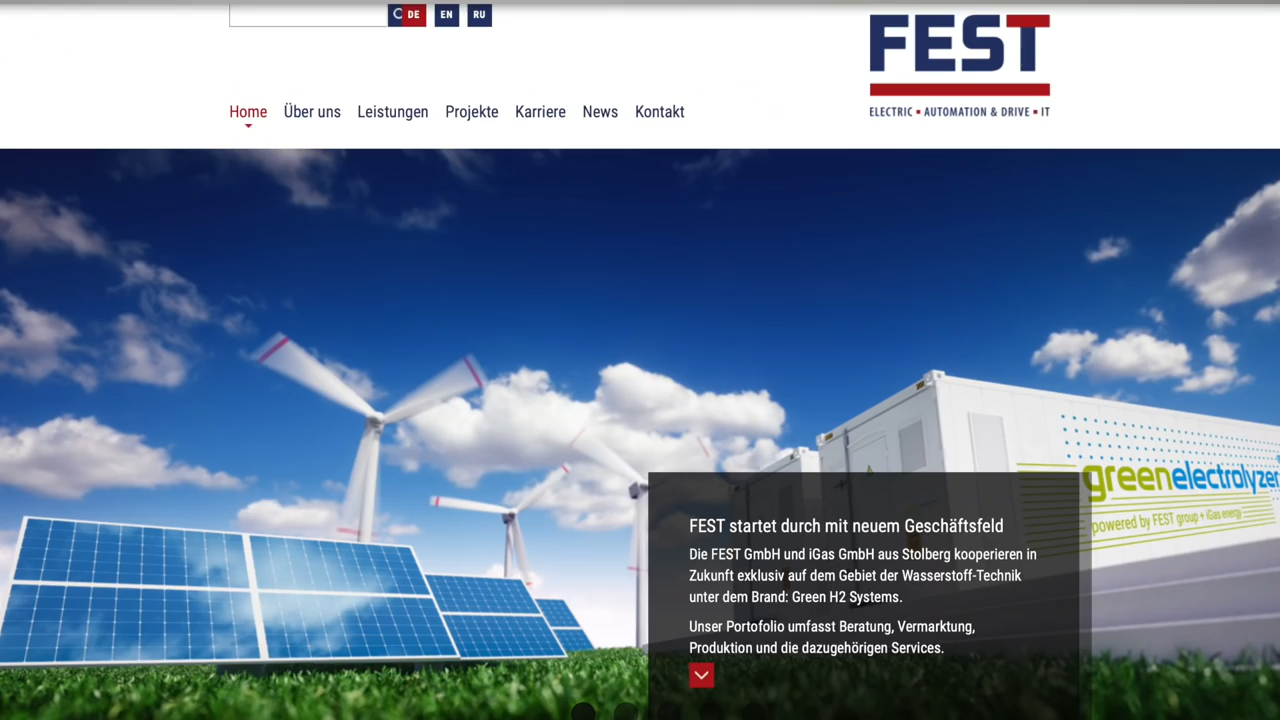 DE EN RU
FEST
ELECTRIC ▪ AUTOMATION & DRIVE ▪ IT
Home Über uns Leistungen Projekte Karriere News Kontakt
greenelectrolyzer
powered by FEST group + iGas energy
FEST startet durch mit neuem Geschäftsfeld
Die FEST GmbH und iGas GmbH aus Stolberg kooperieren in
Zukunft exklusiv auf dem Gebiet der Wasserstoff-Technik
unter dem Brand: Green H2 Systems.
Unser Portofolio umfasst Beratung, Vermarktung,
Produktion und die dazugehörigen Services.